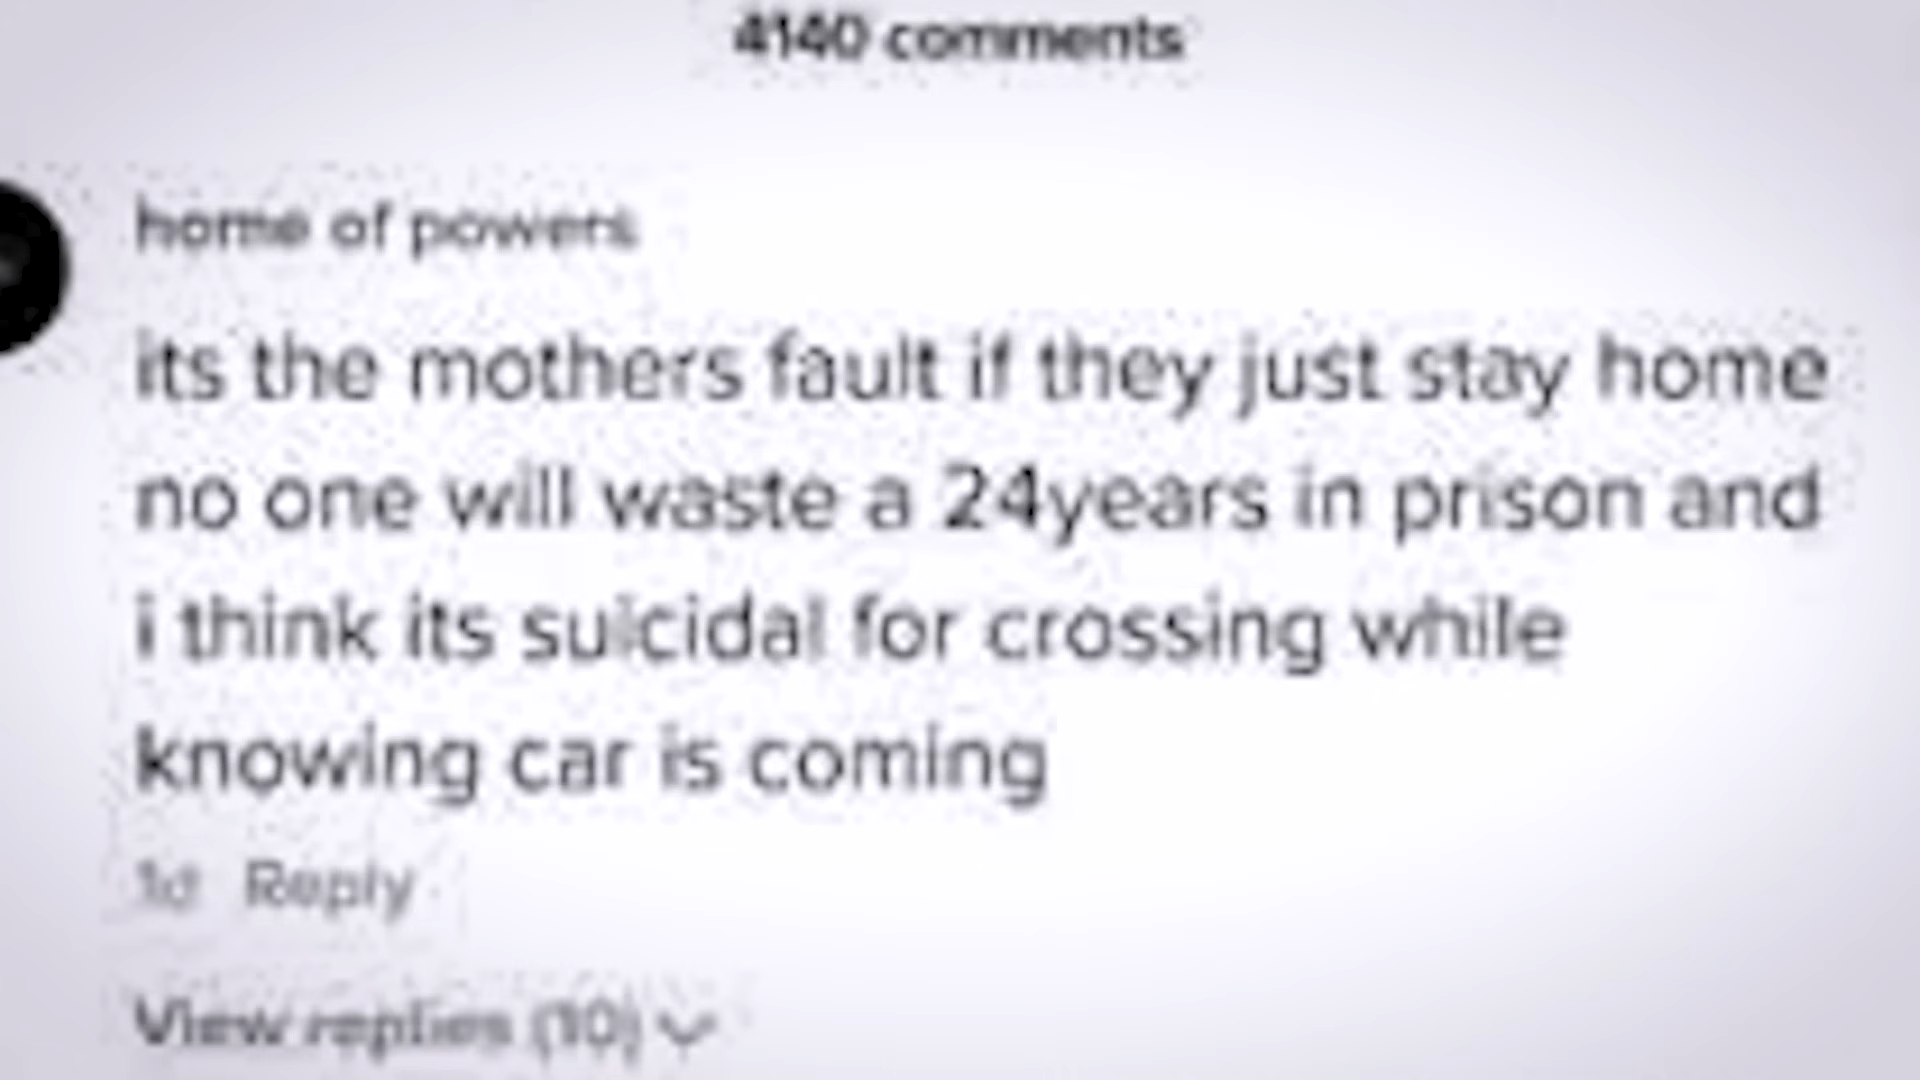 4140 comments
home of powers
its the mothers fault if they just stay home
no one will waste a 24years in prison and
i think its suicidal for crossing while
knowing car is coming
1d Reply
View replies (10)